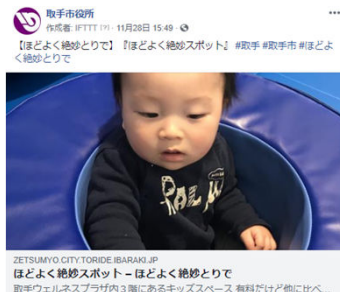 取手市役所
作成者: IFTTT [?] · 11月28日 15:49 ·
【ほどよく絶妙とりで】『ほどよく絶妙スポット』 #取手 #取手市 #ほどよ
く絶妙とりで
ZETSUMYO.CITY.TORIDE.IBARAKI.JP
ほどよく絶妙スポット – ほどよく絶妙とりで
取手ウェルネスプラザ内３階にあるキッズスペース 有料だけど他に比べ...